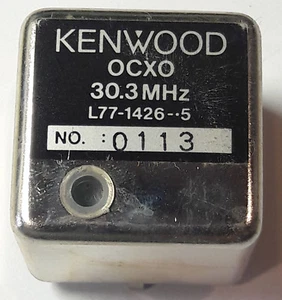 KENWOOD
OCXO
30.3MHz
L77-1426-5
NO. :0113